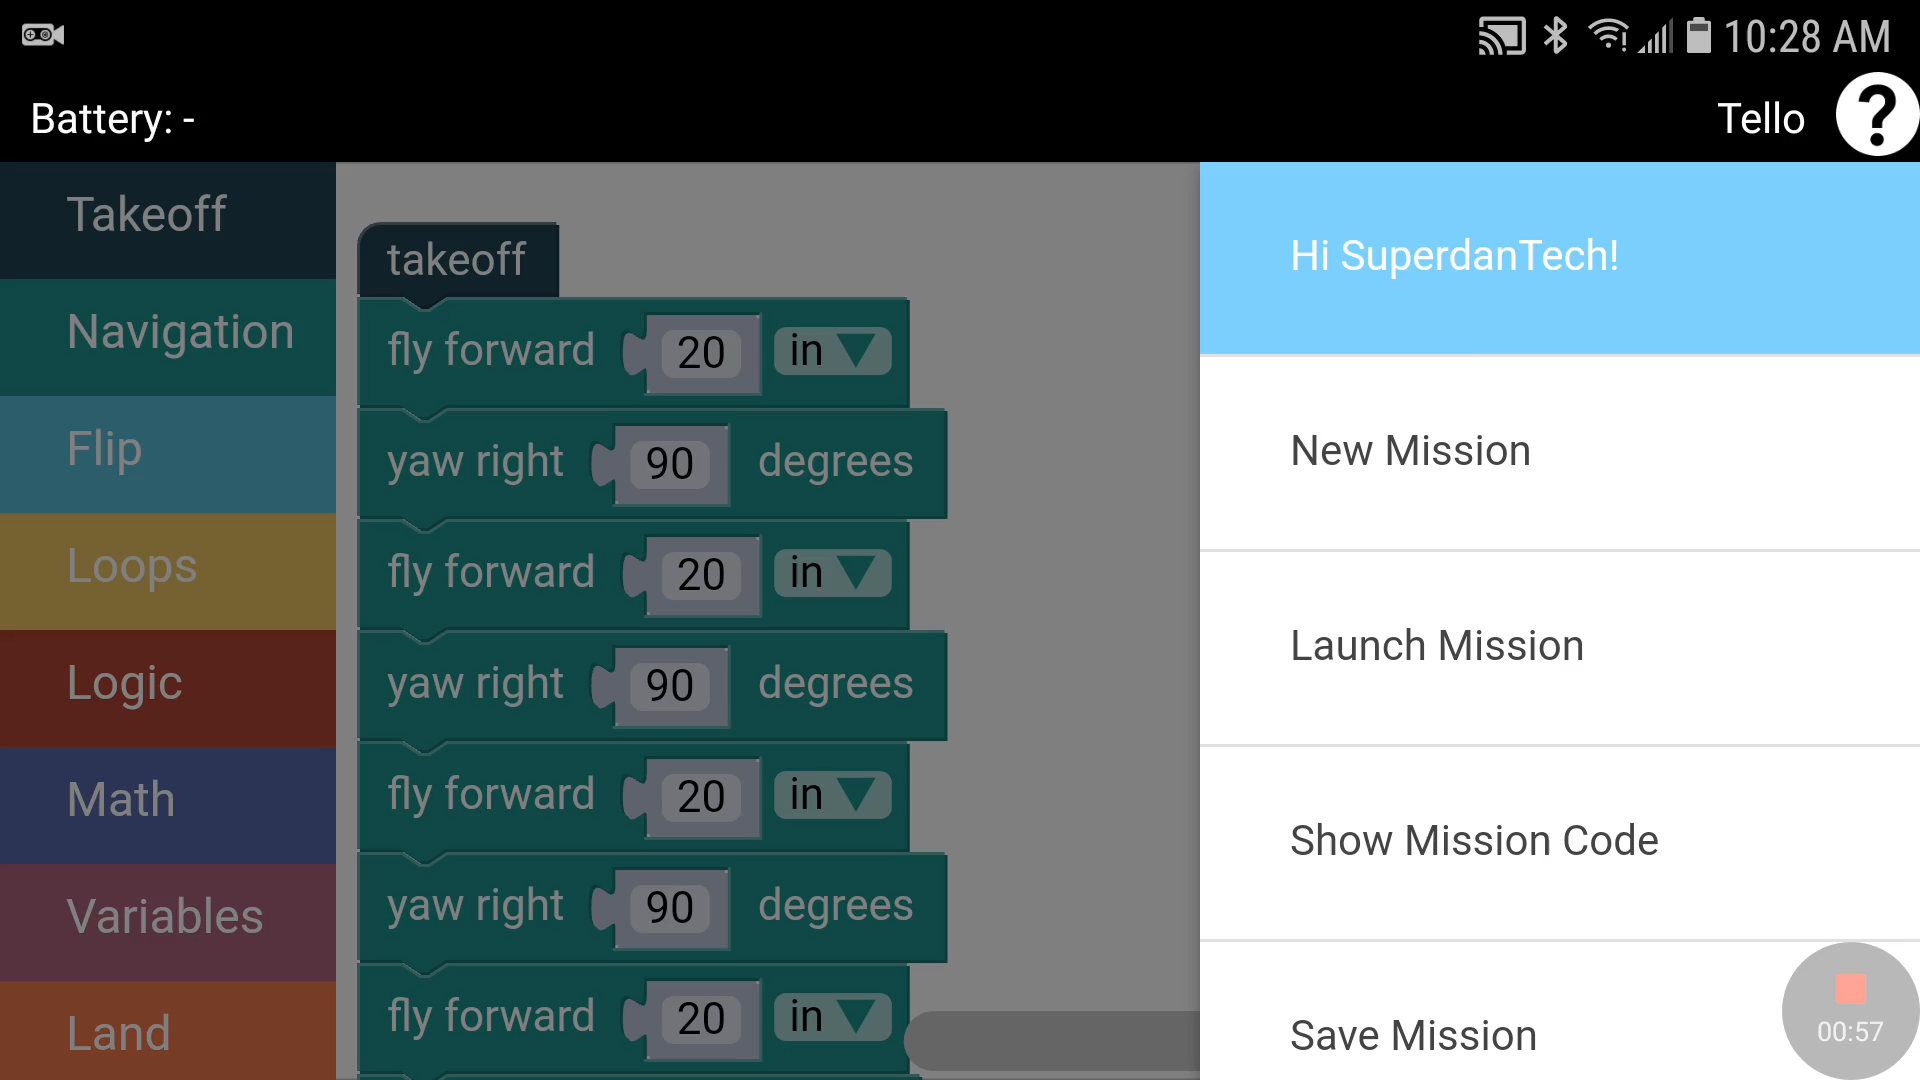 10:28 AM
Battery: -
Tello
?
Takeoff
Navigation
Flip
Loops
Logic
Math
Variables
Land
takeoff
fly forward 20 in
yaw right 90 degrees
fly forward 20 in
yaw right 90 degrees
fly forward 20 in
yaw right 90 degrees
fly forward 20 in
Hi SuperdanTech!
New Mission
Launch Mission
Show Mission Code
Save Mission
00:57